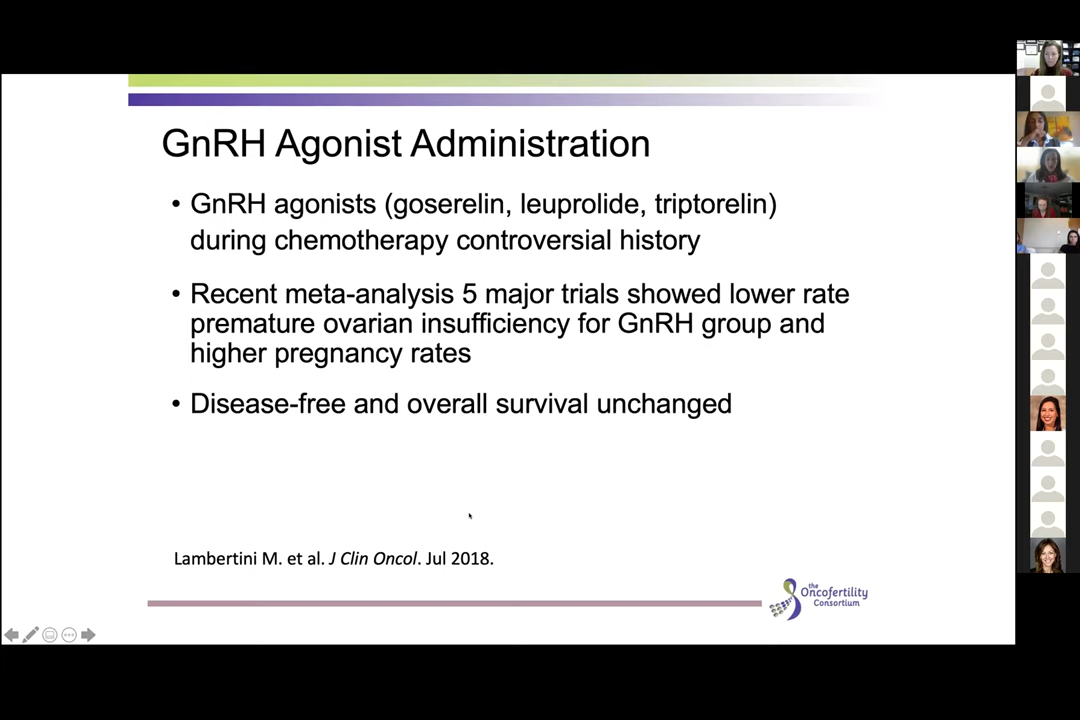 GnRH Agonist Administration
• GnRH agonists (goserelin, leuprolide, triptorelin)
during chemotherapy controversial history
• Recent meta-analysis 5 major trials showed lower rate
premature ovarian insufficiency for GnRH group and
higher pregnancy rates
• Disease-free and overall survival unchanged
Lambertini M. et al. J Clin Oncol. Jul 2018.
the
Oncofertility
Consortium